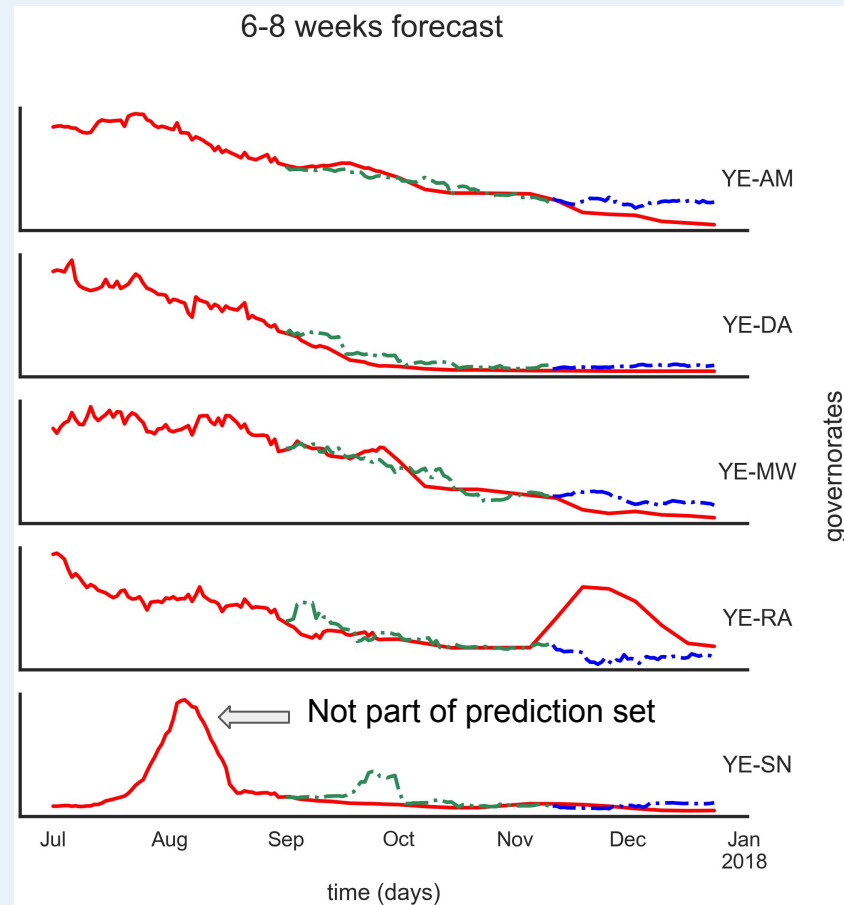 6-8 weeks forecast
YE-AM
YE-DA
YE-MW
governorates
YE-RA
Not part of prediction set
YE-SN
Jul Aug Sep Oct Nov Dec Jan
2018
time (days)